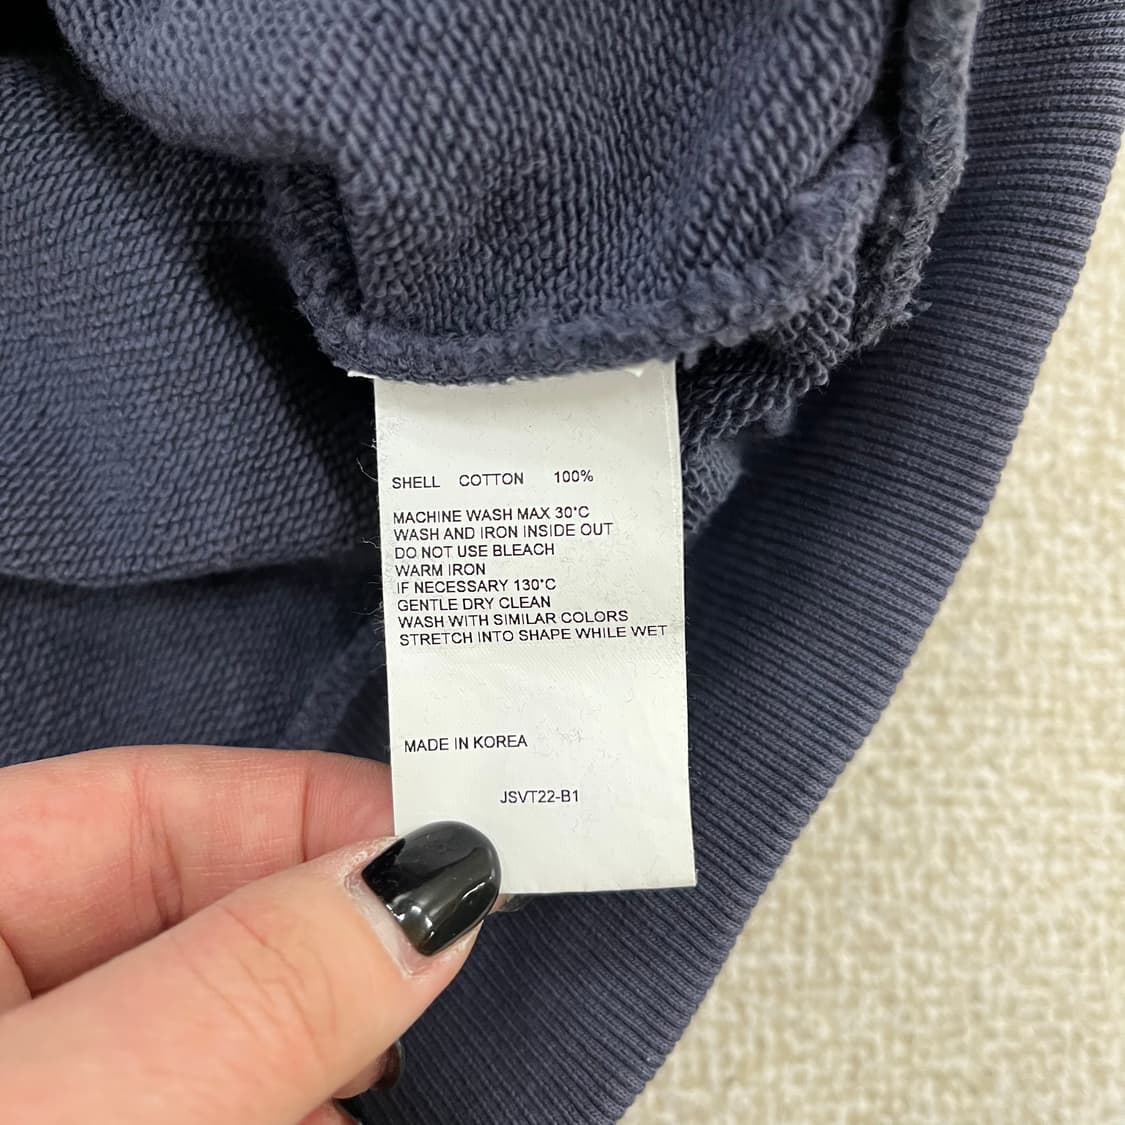 SHELL COTTON 100%
MACHINE WASH MAX 30°C
WASH AND IRON INSIDE OUT
DO NOT USE BLEACH
WARM IRON
IF NECESSARY 130°C
GENTLE DRY CLEAN
WASH WITH SIMILAR COLORS
STRETCH INTO SHAPE WHILE WET
MADE IN KOREA
JSVT22-B1